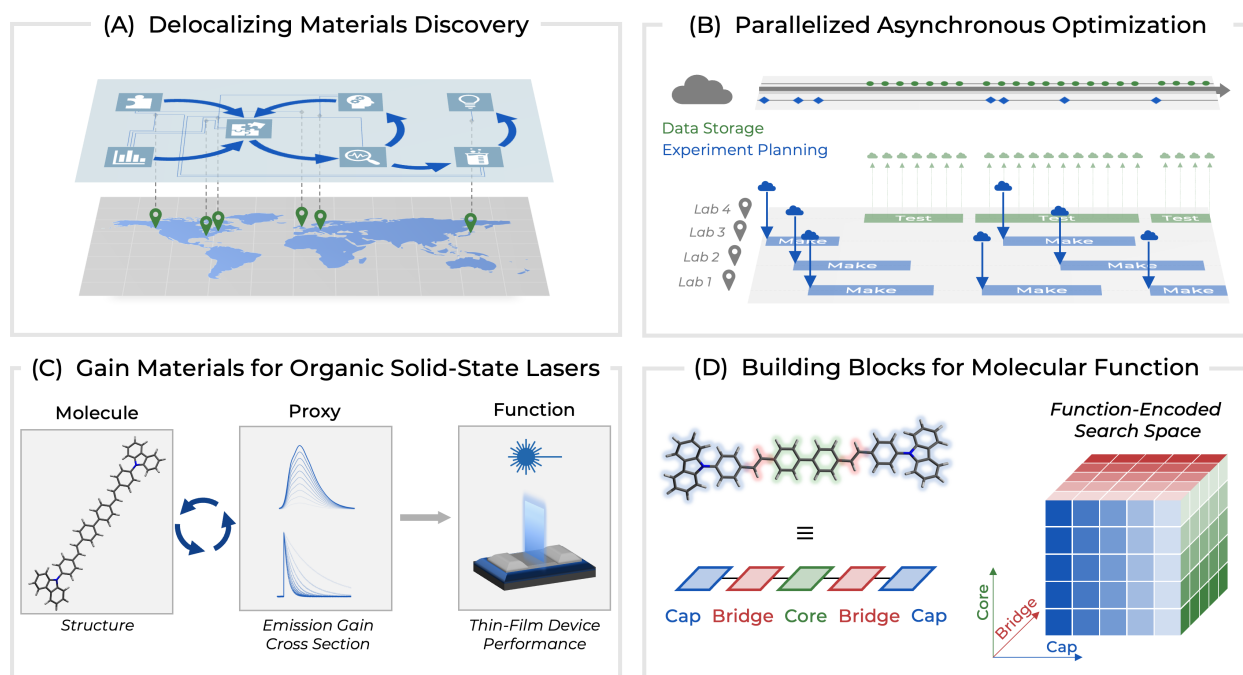 (A) Delocalizing Materials Discovery
(B) Parallelized Asynchronous Optimization
Data Storage
Experiment Planning
Lab 4
Lab 3
Lab 2
Lab 1
Test
Test
Test
Make
Make
Make
Make
Make
Make
Make
(C) Gain Materials for Organic Solid-State Lasers
Molecule
Proxy
Function
Structure
Emission Gain
Cross Section
Thin-Film Device
Performance
(D) Building Blocks for Molecular Function
Function-Encoded
Search Space
≡
Cap Bridge Core Bridge Cap
Core
Bridge
Cap